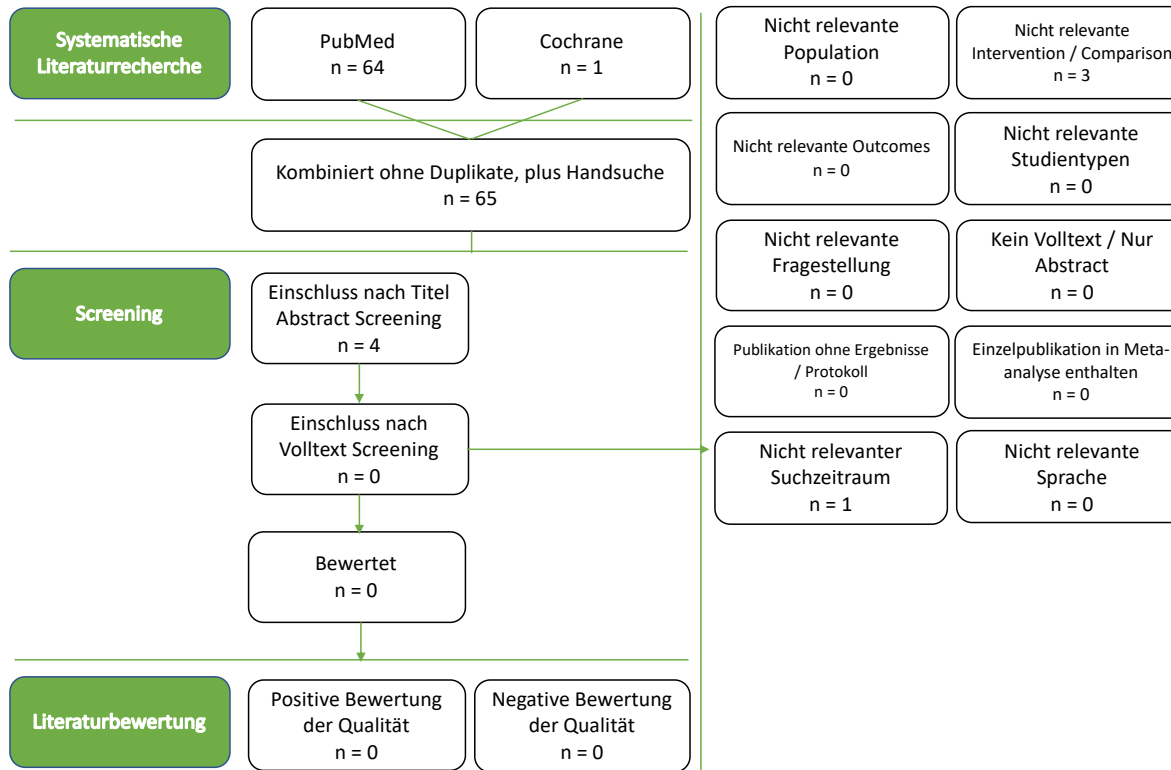 Systematische
Literaturrecherche
PubMed
n = 64
Cochrane
n = 1
Kombiniert ohne Duplikate, plus Handsuche
n = 65
Screening
Einschluss nach Titel
Abstract Screening
n = 4
Einschluss nach
Volltext Screening
n = 0
Bewertet
n = 0
Literaturbewertung
Positive Bewertung
der Qualität
n = 0
Negative Bewertung
der Qualität
n = 0
Nicht relevante
Population
n = 0
Nicht relevante
Intervention / Comparison
n = 3
Nicht relevante Outcomes
n = 0
Nicht relevante
Studientypen
n = 0
Nicht relevante
Fragestellung
n = 0
Kein Volltext / Nur
Abstract
n = 0
Publikation ohne Ergebnisse
/ Protokoll
n = 0
Einzelpublikation in Meta-
analyse enthalten
n = 0
Nicht relevanter
Suchzeitraum
n = 1
Nicht relevante
Sprache
n = 0